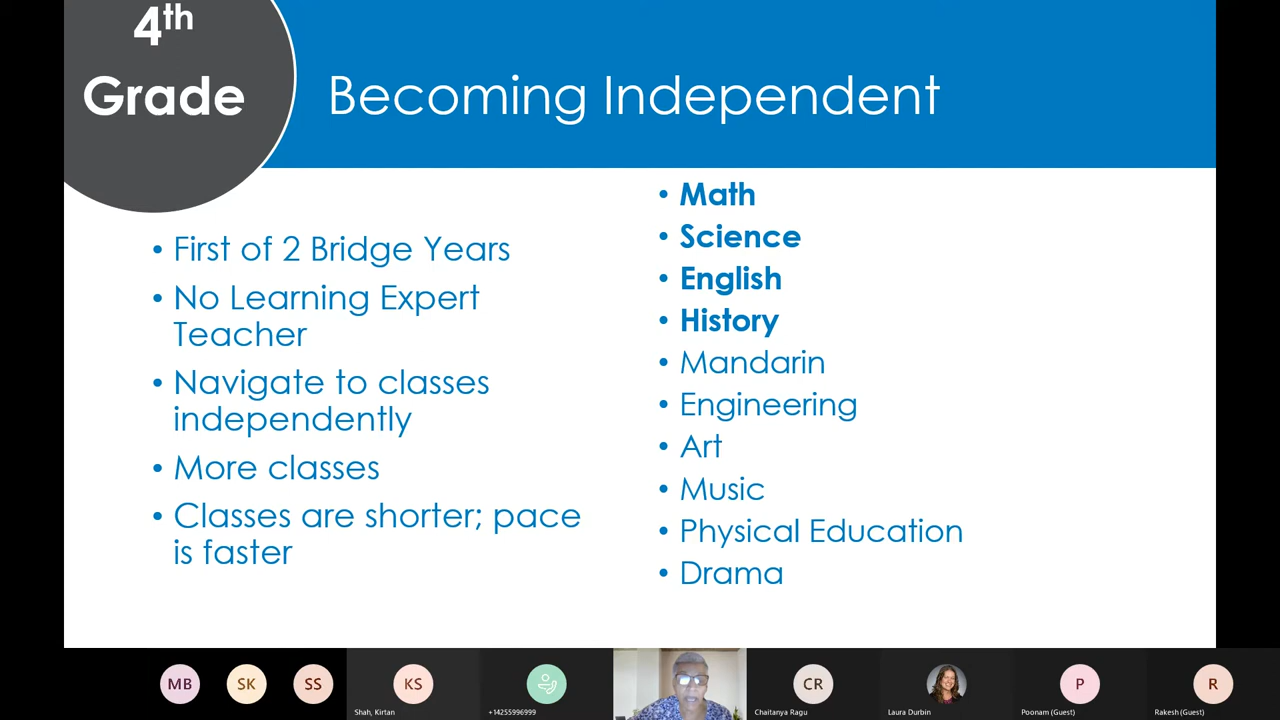 4th
Grade
Becoming Independent
• First of 2 Bridge Years
• No Learning Expert
Teacher
• Navigate to classes
independently
• More classes
• Classes are shorter; pace
is faster
• Math
• Science
• English
• History
• Mandarin
• Engineering
• Art
• Music
• Physical Education
• Drama
MB
SK
SS
KS
Shah, Kirtan
+14255996999
CR
Chaitanya Ragu
Laura Durbin
P
Poonam (Guest)
R
Rakesh (Guest)